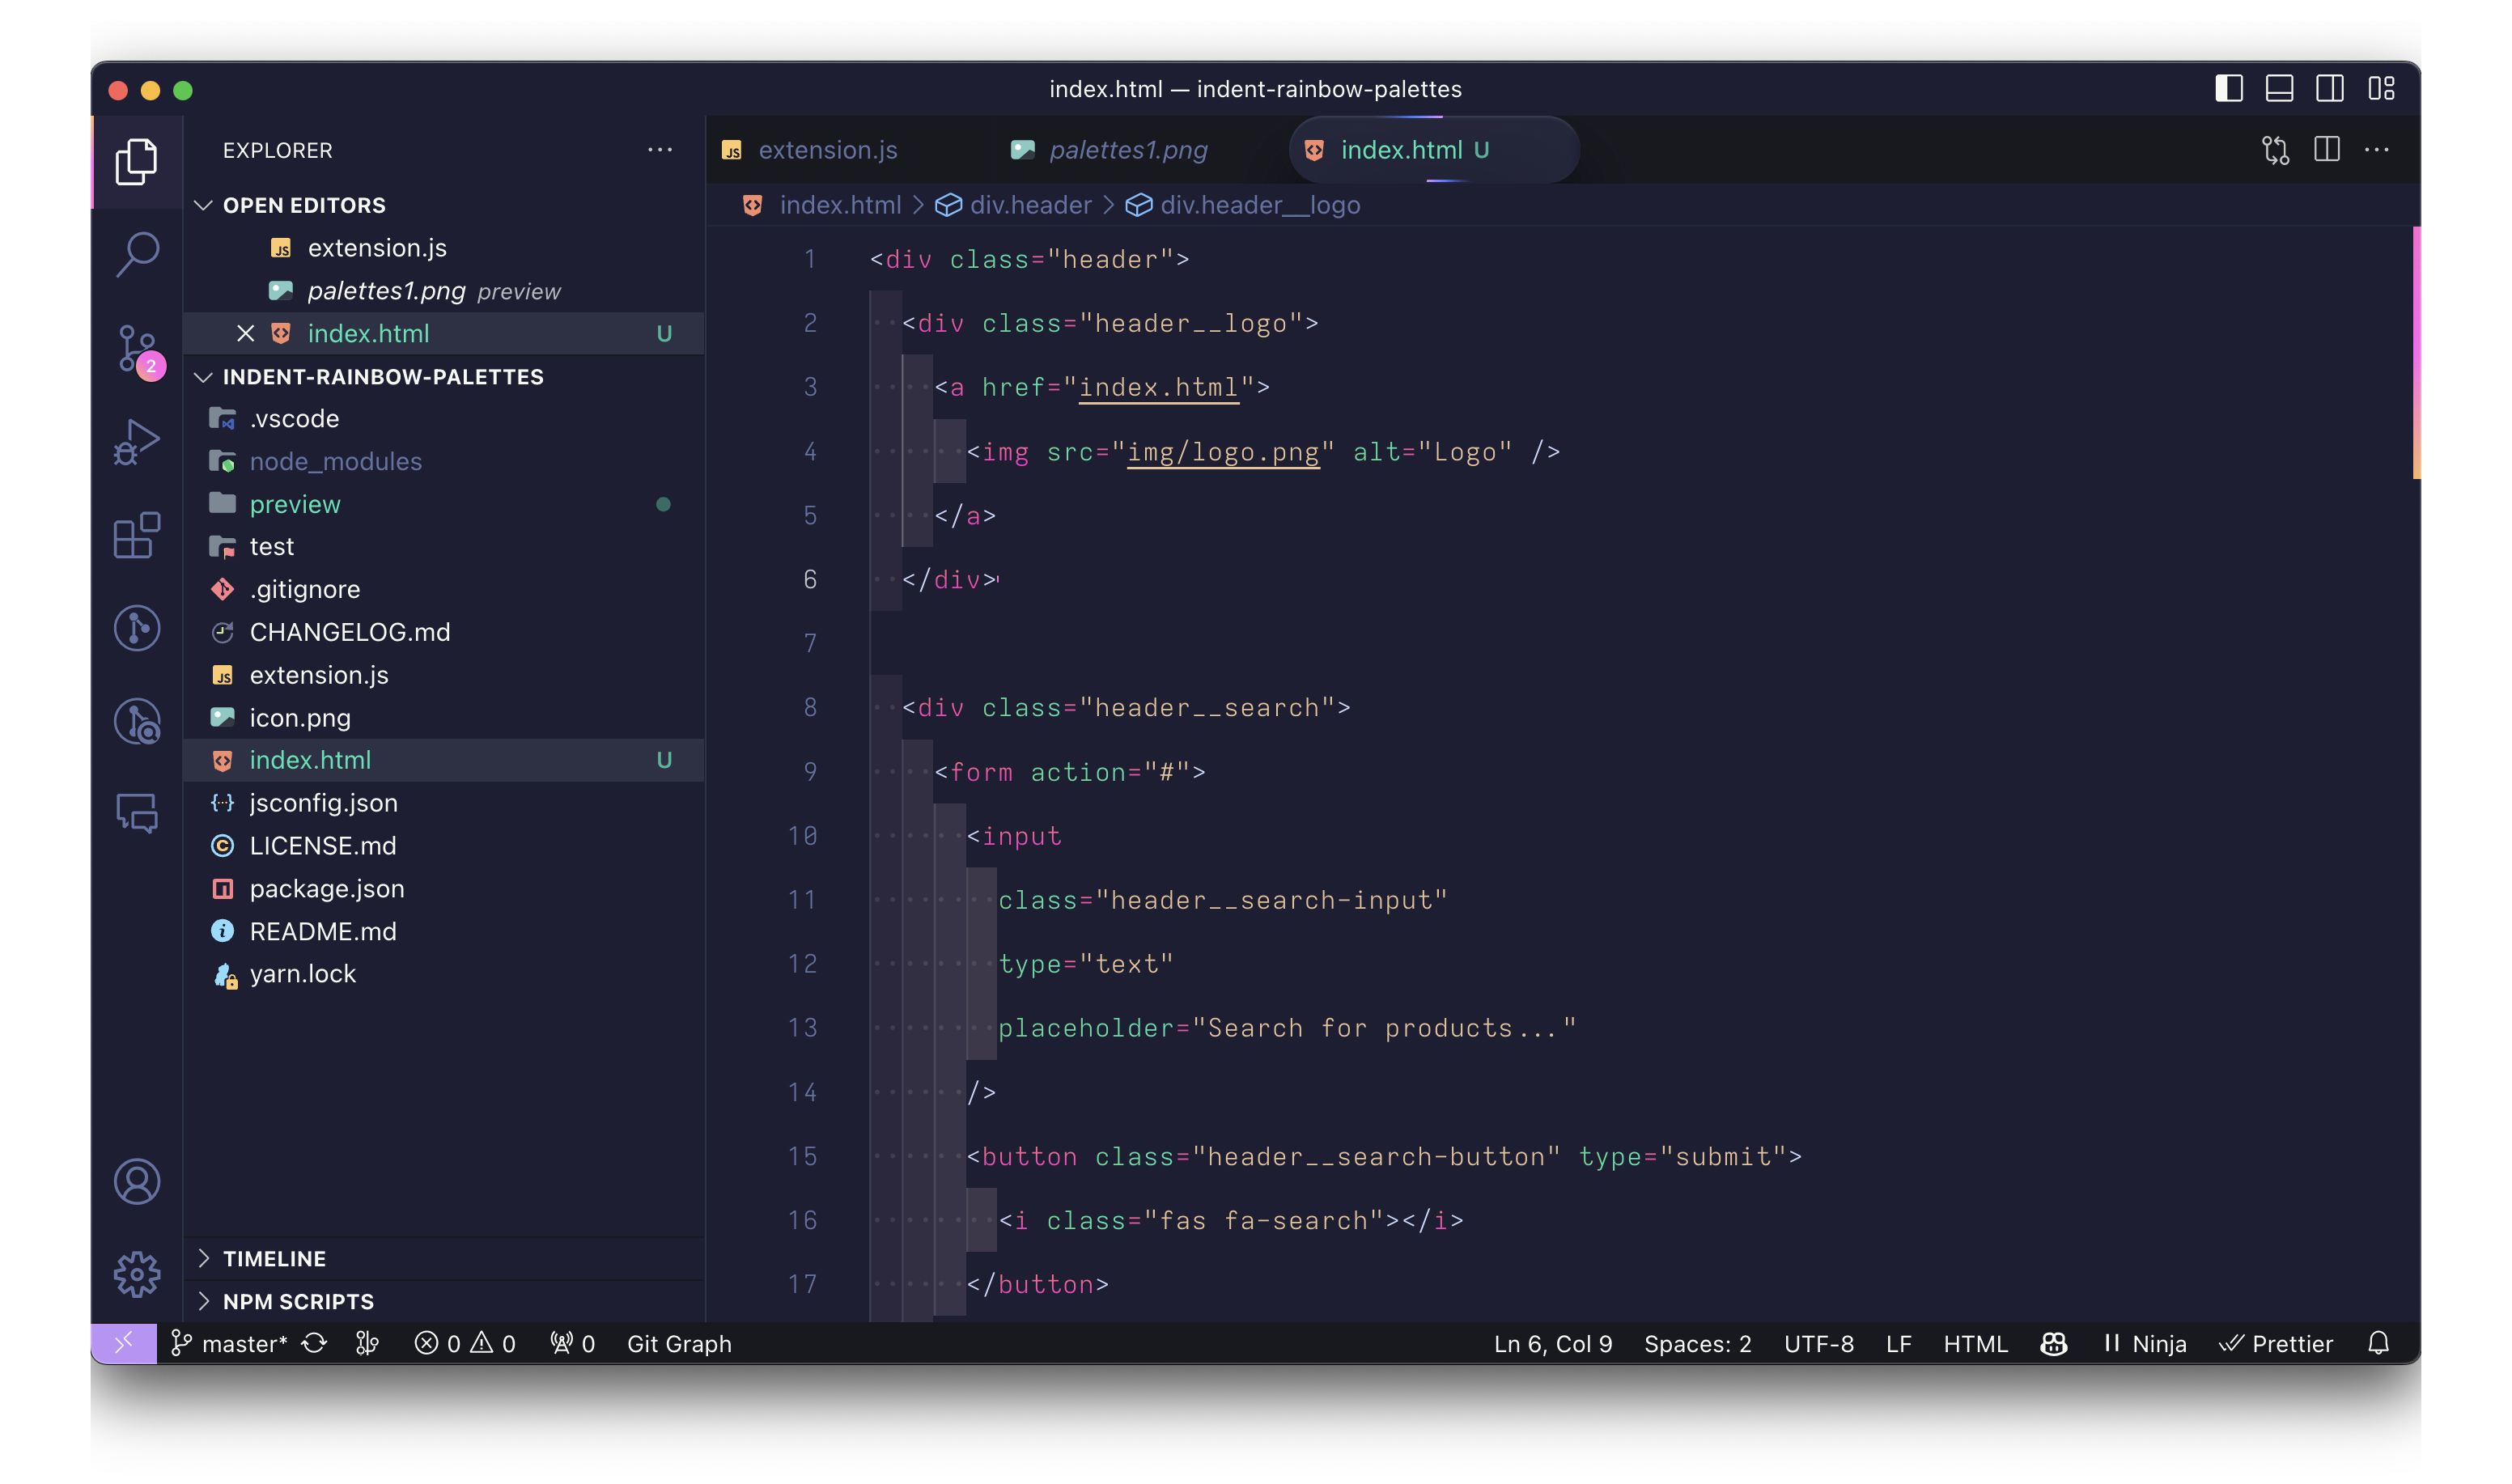 index.html — indent-rainbow-palettes
EXPLORER
OPEN EDITORS
extension.js
palettes1.png preview
index.html U
INDENT-RAINBOW-PALETTES
.vscode
node_modules
preview
test
.gitignore
CHANGELOG.md
extension.js
icon.png
index.html U
jsconfig.json
LICENSE.md
package.json
README.md
yarn.lock
TIMELINE
NPM SCRIPTS
2
extension.js palettes1.png index.html U
index.html > div.header > div.header__logo
1 <div class="header">
2 <div class="header__logo">
3 <a href="index.html">
4 <img src="img/logo.png" alt="Logo" />
5 </a>
6 </div>
7
8 <div class="header__search">
9 <form action="#">
10 <input
11 class="header__search-input"
12 type="text"
13 placeholder="Search for products..."
14 />
15 <button class="header__search-button" type="submit">
16 <i class="fas fa-search"></i>
17 </button>
master* 0 0 0 Git Graph Ln 6, Col 9 Spaces: 2 UTF-8 LF HTML Ninja Prettier